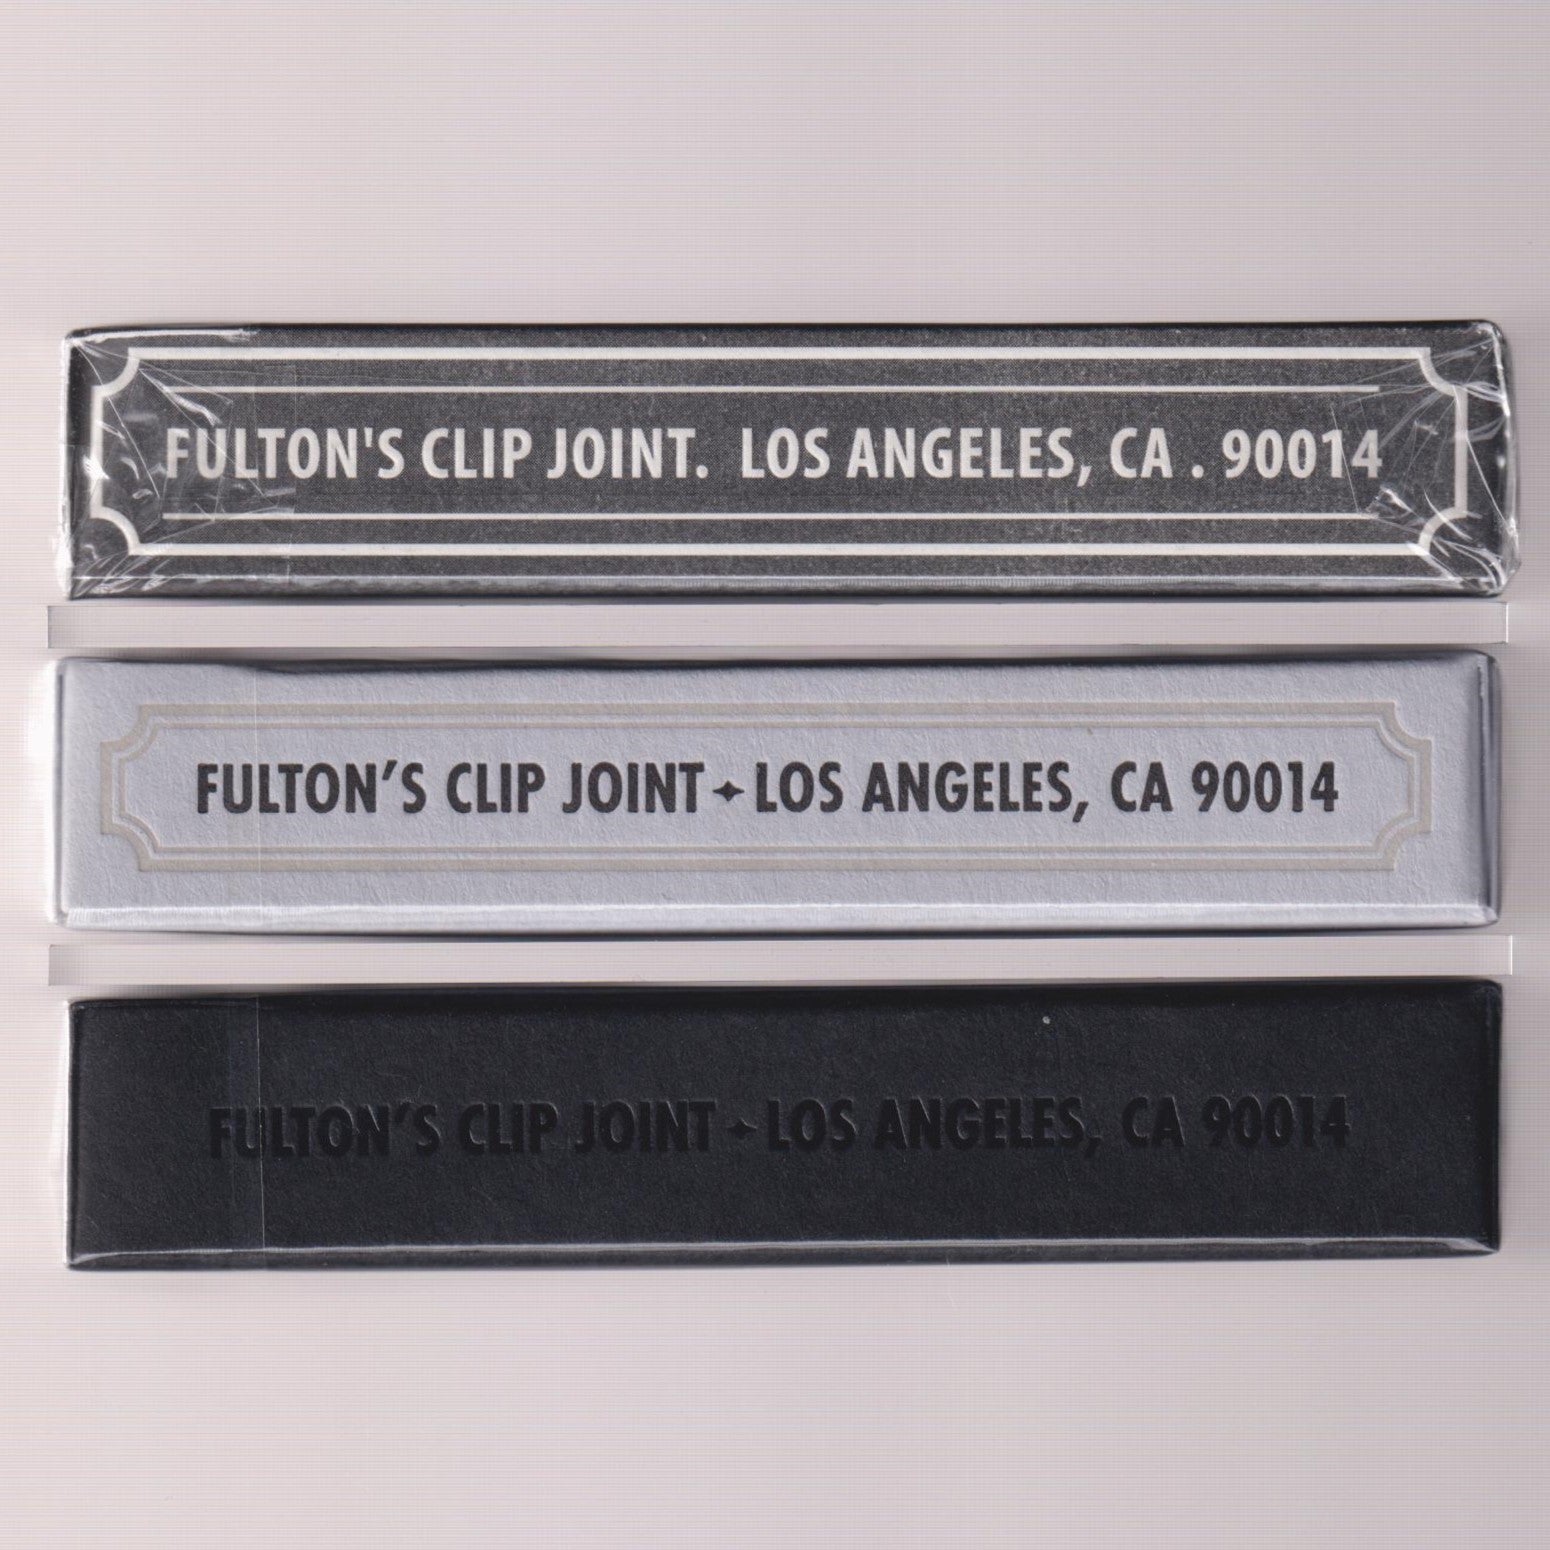 FULTON'S CLIP JOINT. LOS ANGELES, CA . 90014
FULTON’S CLIP JOINT ✦ LOS ANGELES, CA 90014
FULTON’S CLIP JOINT ✦ LOS ANGELES, CA 90014